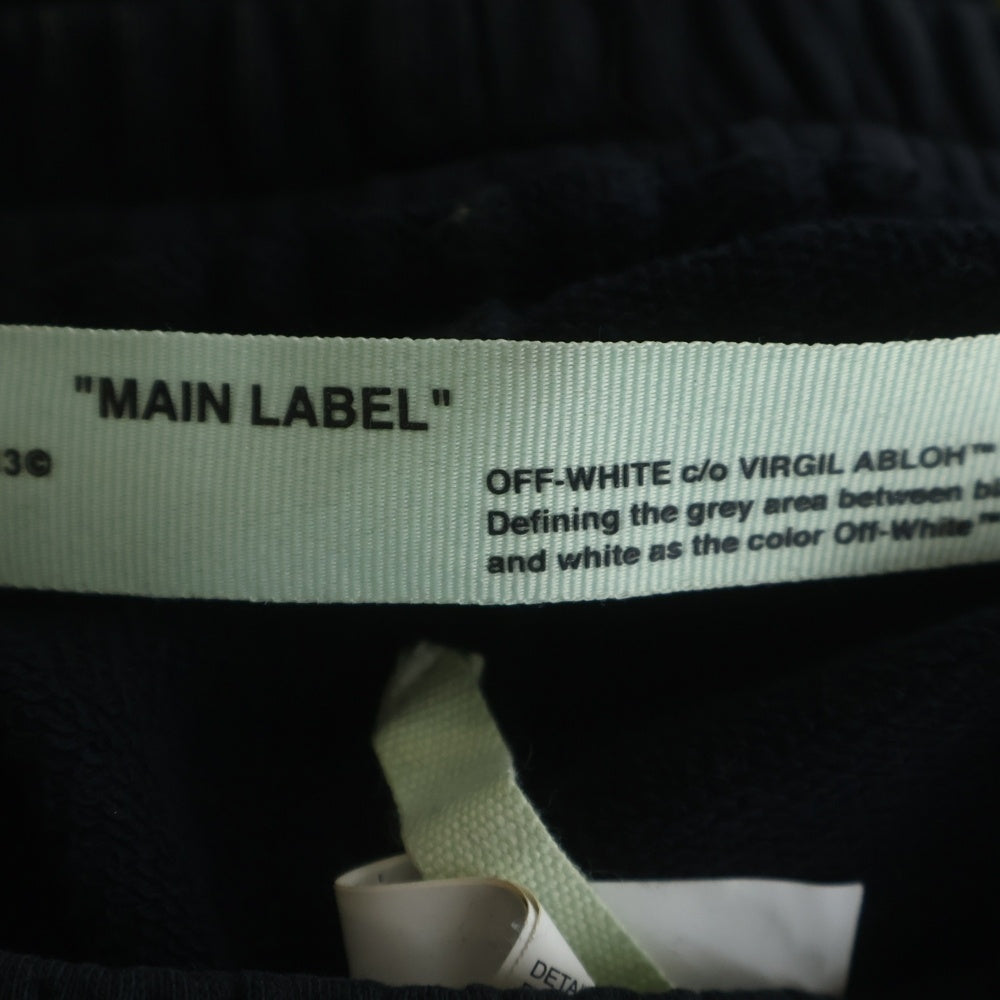 "MAIN LABEL"
3©
OFF-WHITE c/o VIRGIL ABLOH™
Defining the grey area between
and white as the color Off-White™